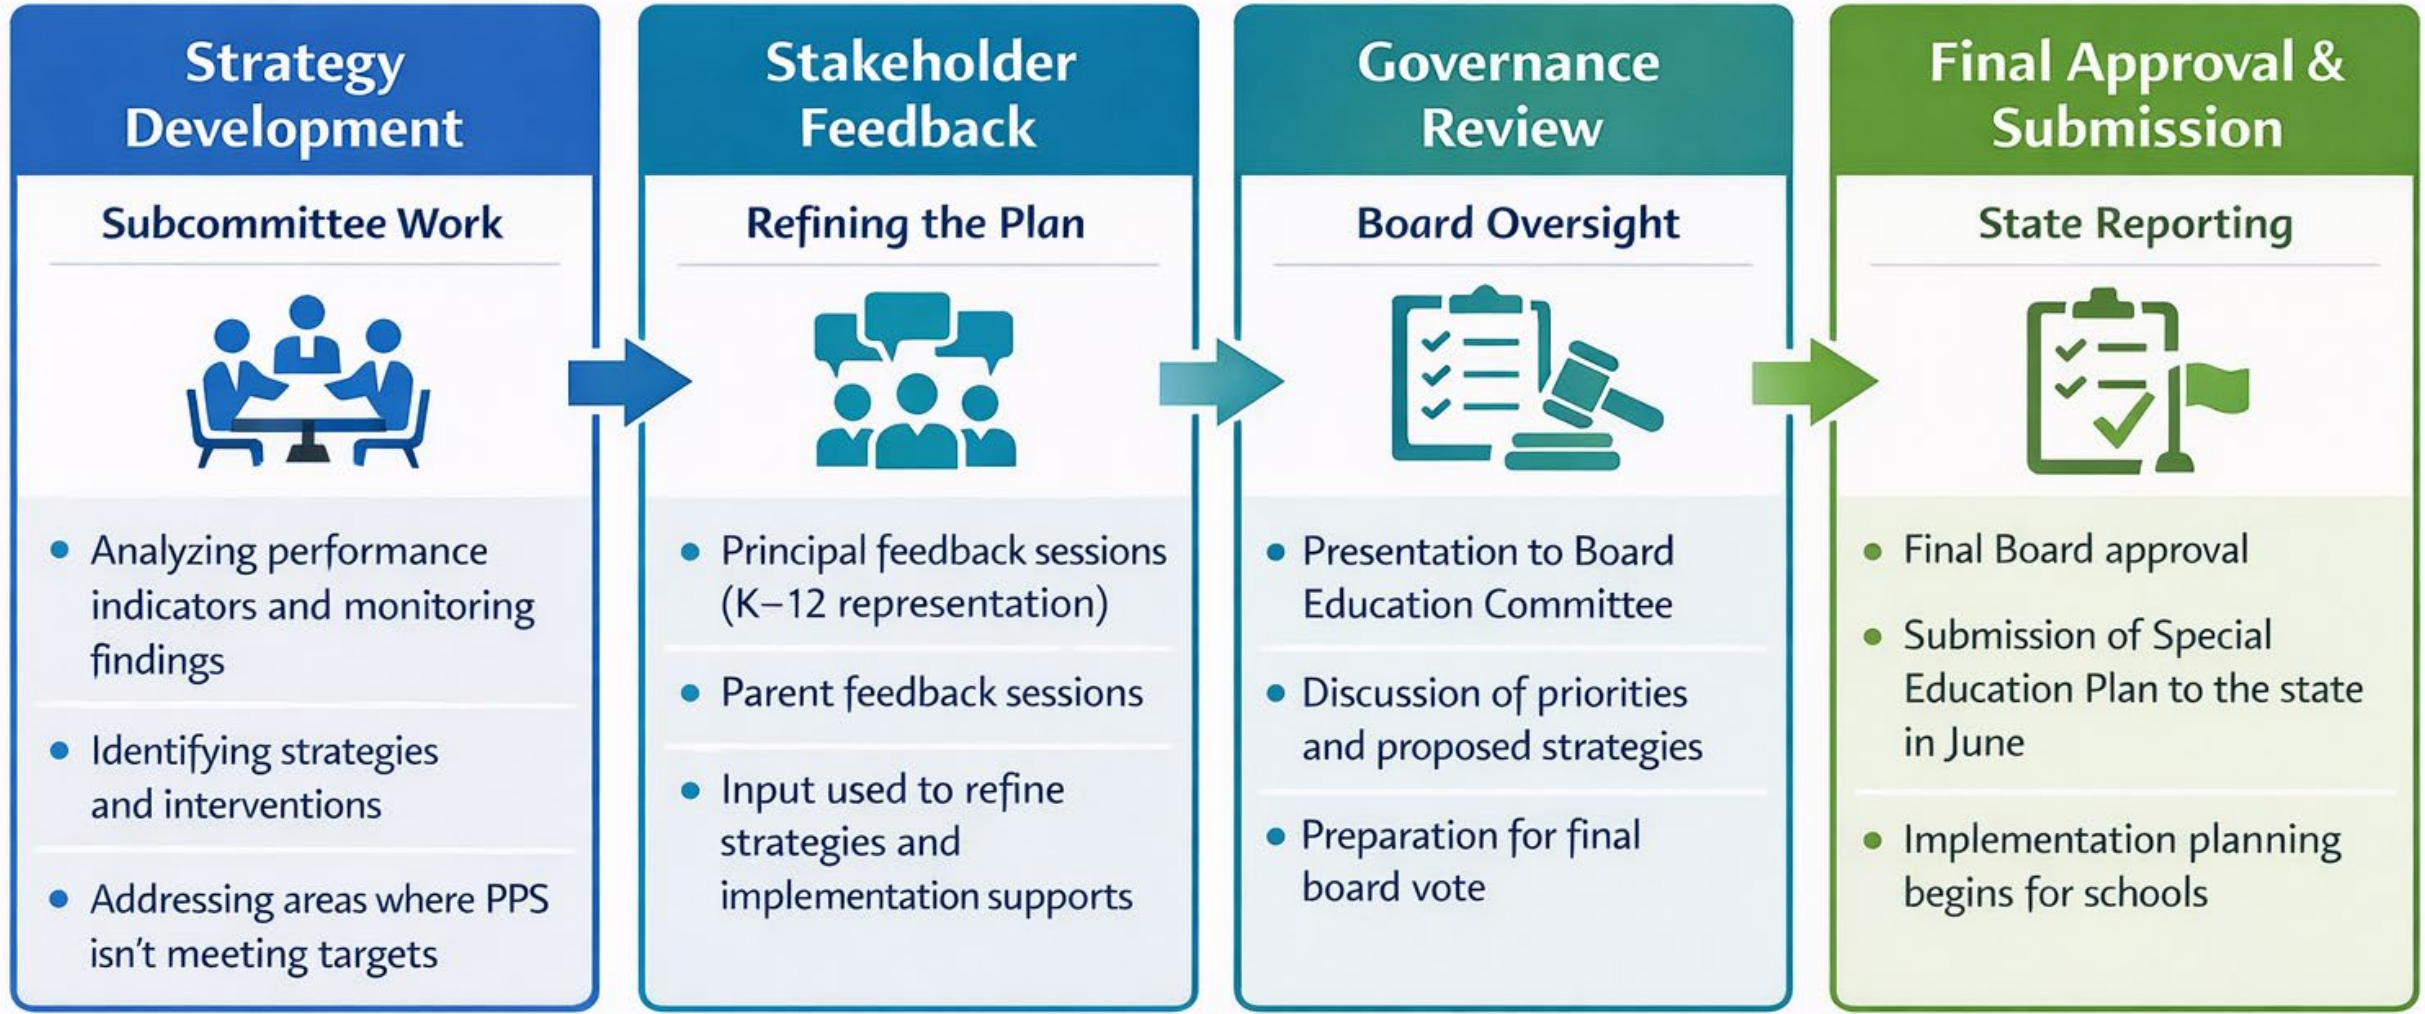 Strategy
Development
Subcommittee Work
• Analyzing performance
indicators and monitoring
findings
• Identifying strategies
and interventions
• Addressing areas where PPS
isn't meeting targets
Stakeholder
Feedback
Refining the Plan
• Principal feedback sessions
(K–12 representation)
• Parent feedback sessions
• Input used to refine
strategies and
implementation supports
Governance
Review
Board Oversight
• Presentation to Board
Education Committee
• Discussion of priorities
and proposed strategies
• Preparation for final
board vote
Final Approval &
Submission
State Reporting
• Final Board approval
• Submission of Special
Education Plan to the state
in June
• Implementation planning
begins for schools